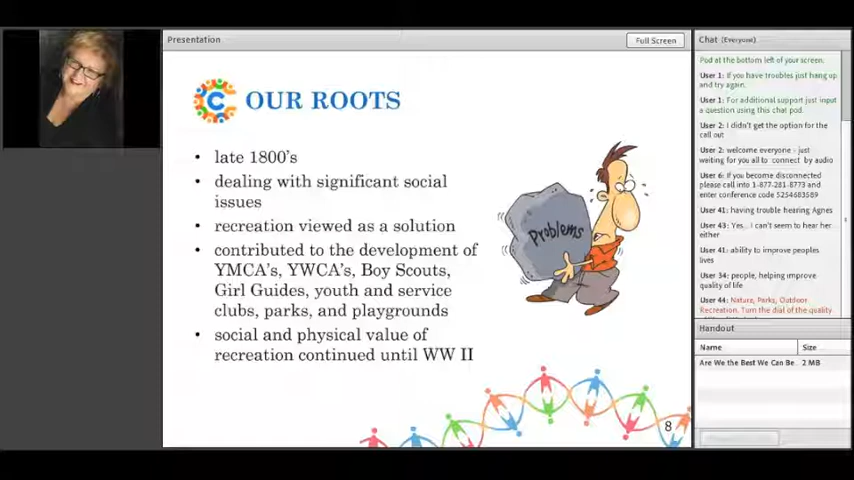 Presentation
Full Screen
C OUR ROOTS
• late 1800's
• dealing with significant social
issues
• recreation viewed as a solution
• contributed to the development of
YMCA's, YWCA's, Boy Scouts,
Girl Guides, youth and service
clubs, parks, and playgrounds
• social and physical value of
recreation continued until WW II
Problems
8
Chat (Everyone)
Pod at the bottom left of your screen.
User 1: If you have troubles just hang up
and try again.
User 1: For additional support just input
a question using this chat pod.
User 2: I didn't get the option for the
call out
User 2: welcome everyone - just
waiting for you all to connect by audio
User 6: If you become disconnected
please call into 1-877-281-8773 and
enter conference code 5254683589
User 41: having trouble hearing Agnes
User 43: Yes.. I can't seem to hear her
either
User 41: ability to improve peoples
lives
User 34: people, helping improve
quality of life
User 44: Nature, Parks, Outdoor
Recreation. Turn the dial of the quality
Handout
Name Size
Are We the Best We Can Be 2 MB